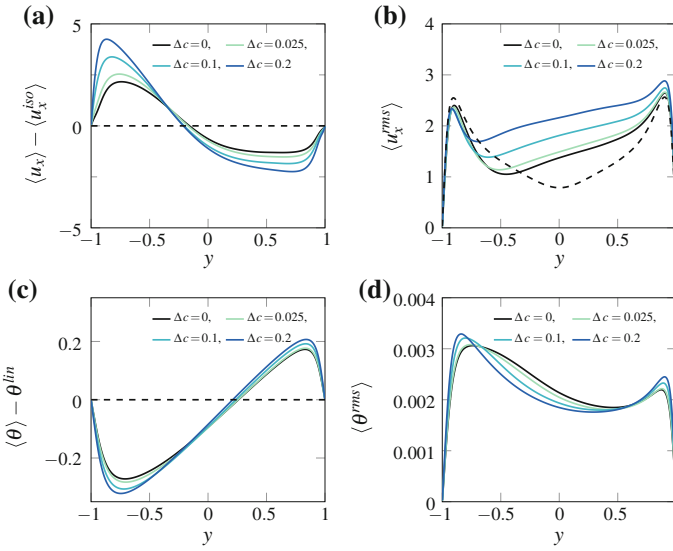 (a)
5
Δc=0, Δc=0.025,
Δc=0.1, Δc=0.2
0
−5
−1 −0.5 0 0.5 1
y
⟨u_x⟩ − ⟨u_x^{iso}⟩
(b)
4
Δc=0, Δc=0.025,
Δc=0.1, Δc=0.2
3
2
1
0
−1 −0.5 0 0.5
y
⟨u_x^{rms}⟩
(c)
Δc=0, Δc=0.025,
Δc=0.1, Δc=0.2
0.2
0
−0.2
−1 −0.5 0 0.5 1
y
⟨θ⟩ − θ^{lin}
(d)
0.004
Δc=0, Δc=0.025,
Δc=0.1, Δc=0.2
0.003
0.002
0.001
0
−1 −0.5 0 0.5
y
⟨θ^{rms}⟩